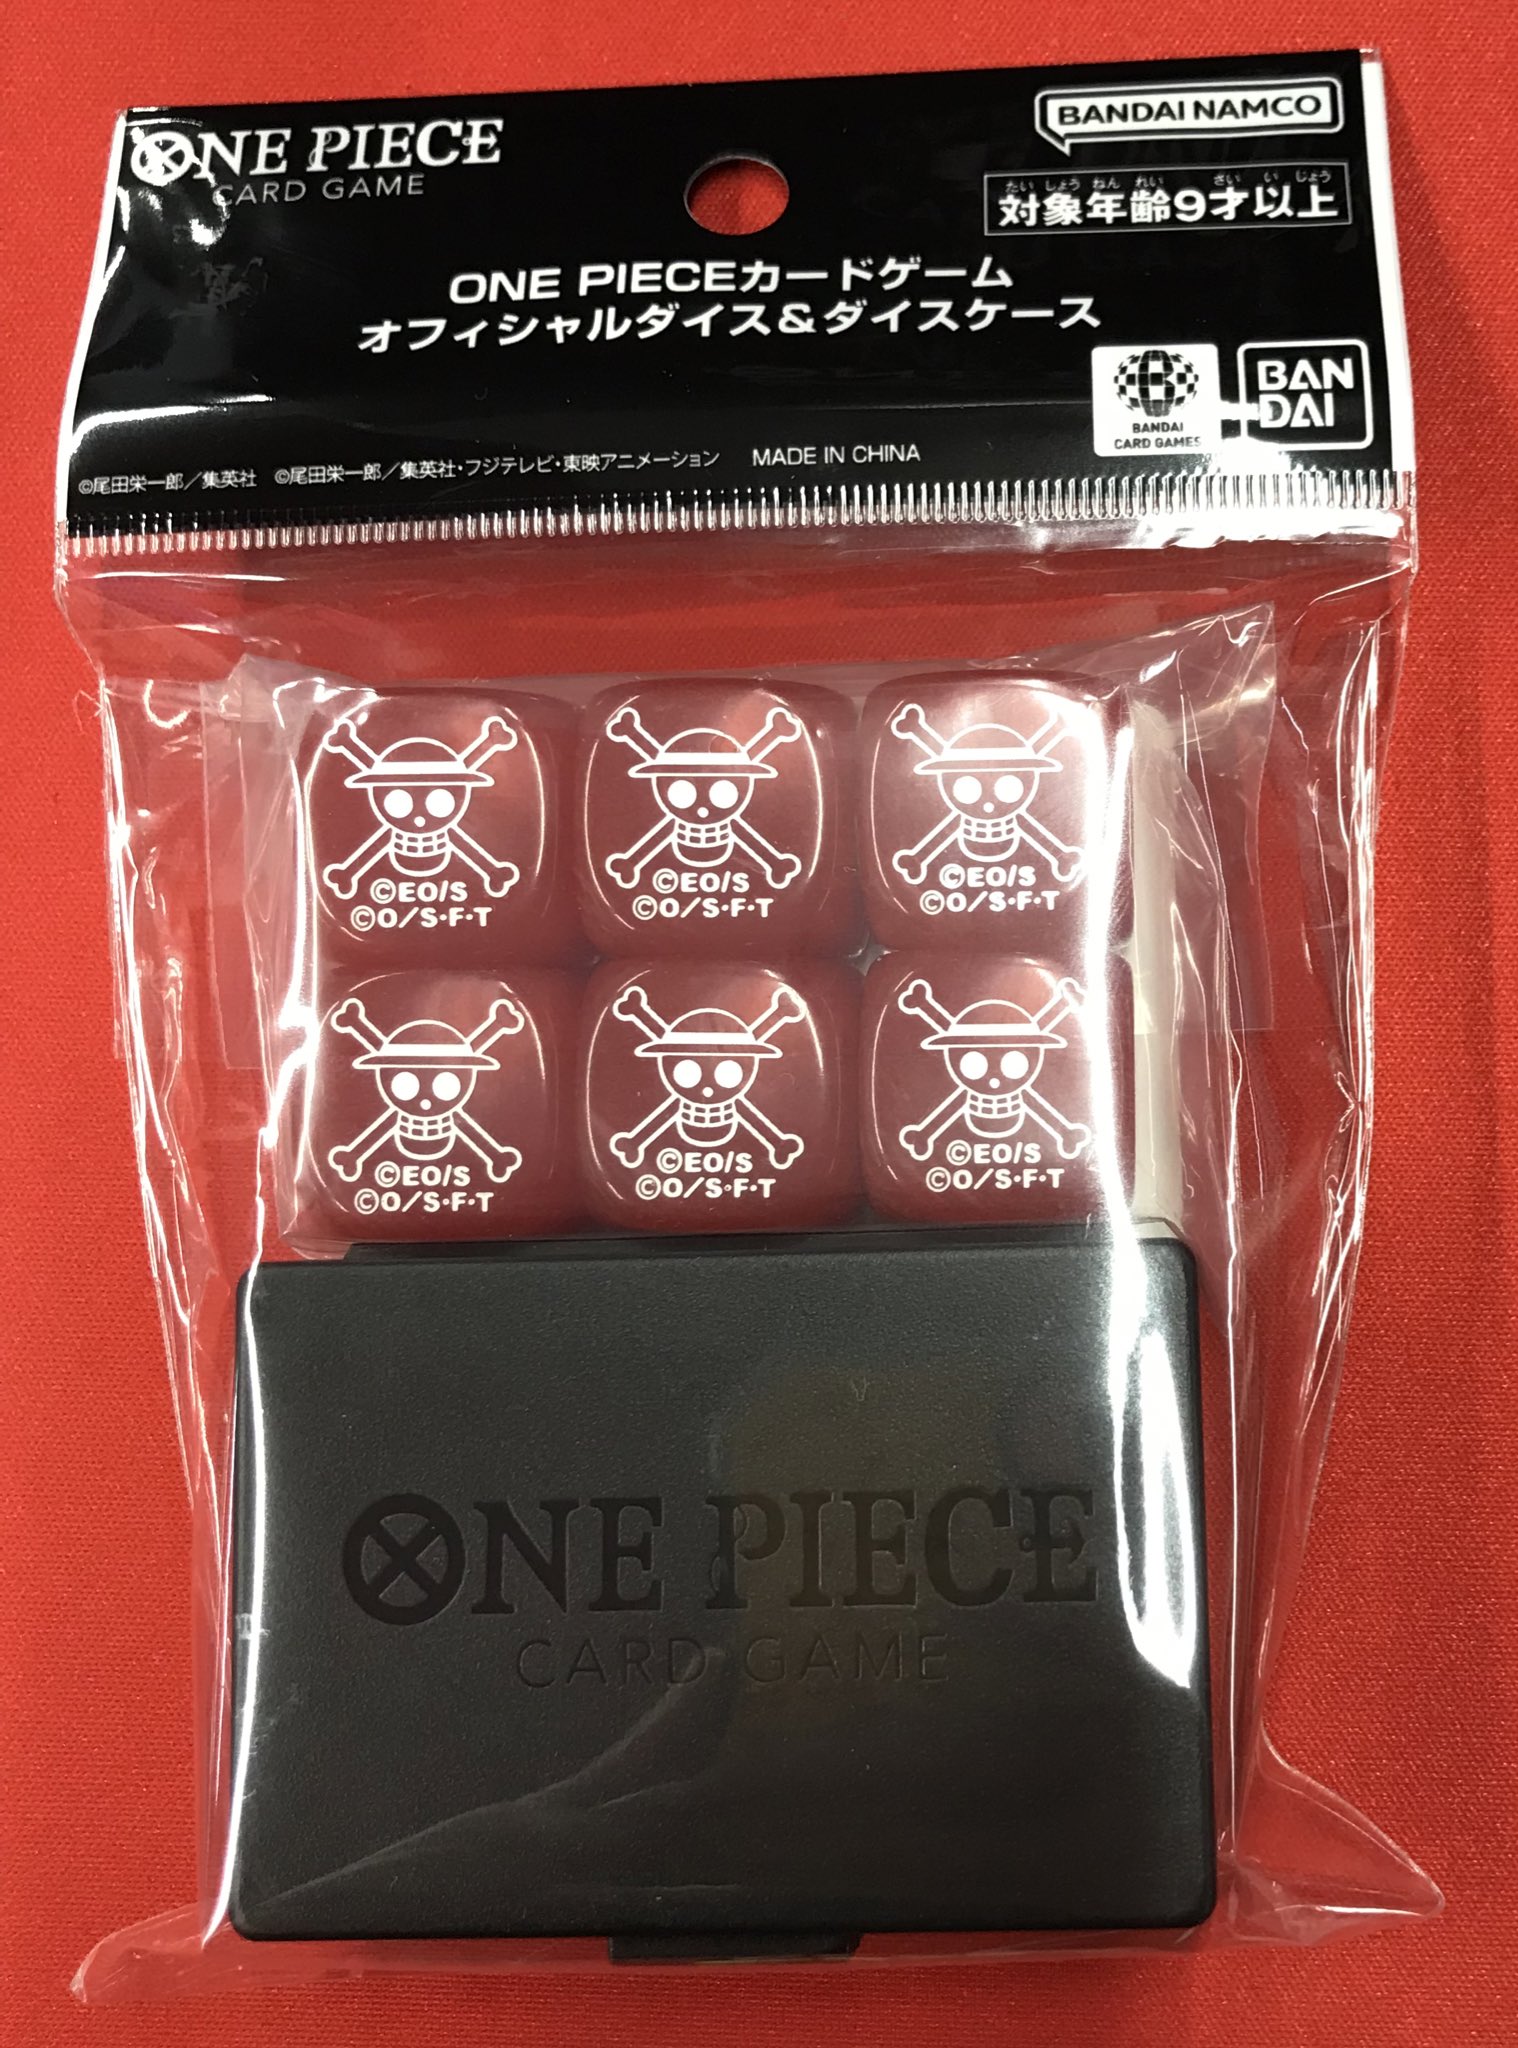 ONE PIECE
CARD GAME
BANDAI NAMCO
たいしょうねんれい さいいじょう
対象年齢9才以上
ONE PIECEカードゲーム
オフィシャルダイス&ダイスケース
BANDAI
CARD GAMES
BAN
DAI
©尾田栄一郎／集英社 ©尾田栄一郎／集英社・フジテレビ・東映アニメーション MADE IN CHINA
©EO/S
©O/S・F・T
©EO/S
©O/S・F・T
©EO/S
©O/S・F・T
©EO/S
©O/S・F・T
©EO/S
©O/S・F・T
©EO/S
©O/S・F・T
ONE PIECE
CARD GAME